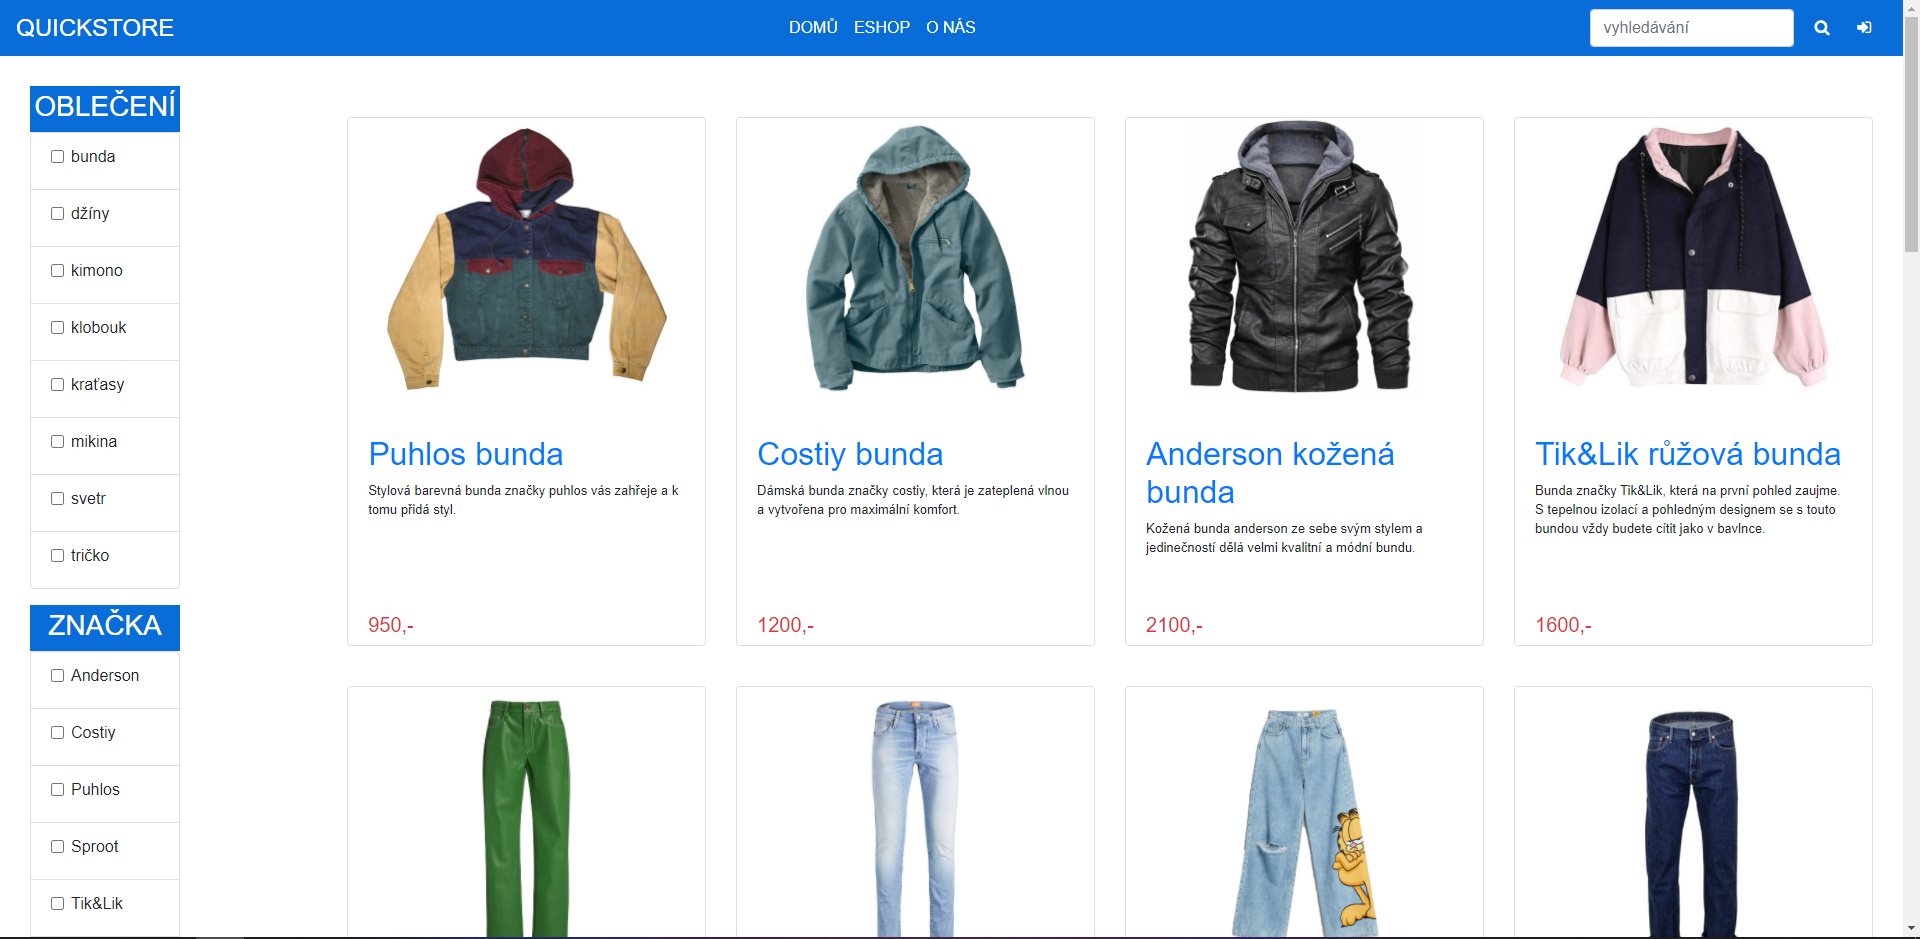 QUICKSTORE
DOMŮ ESHOP O NÁS
vyhledávání
OBLEČENÍ
bunda
džíny
kimono
klobouk
kraťasy
mikina
svetr
tričko
ZNAČKA
Anderson
Costiy
Puhlos
Sproot
Tik&Lik
Puhlos bunda
Stylová barevná bunda značky puhlos vás zahřeje a k
tomu přidá styl.
950,-
Costiy bunda
Dámská bunda značky costiy, která je zateplená vlnou
a vytvořena pro maximální komfort.
1200,-
Anderson kožená
bunda
Kožená bunda anderson ze sebe svým stylem a
jedinečností dělá velmi kvalitní a módní bundu.
2100,-
Tik&Lik růžová bunda
Bunda značky Tik&Lik, která na první pohled zaujme.
S tepelnou izolací a pohledným designem se s touto
bundou vždy budete cítit jako v bavlnce.
1600,-